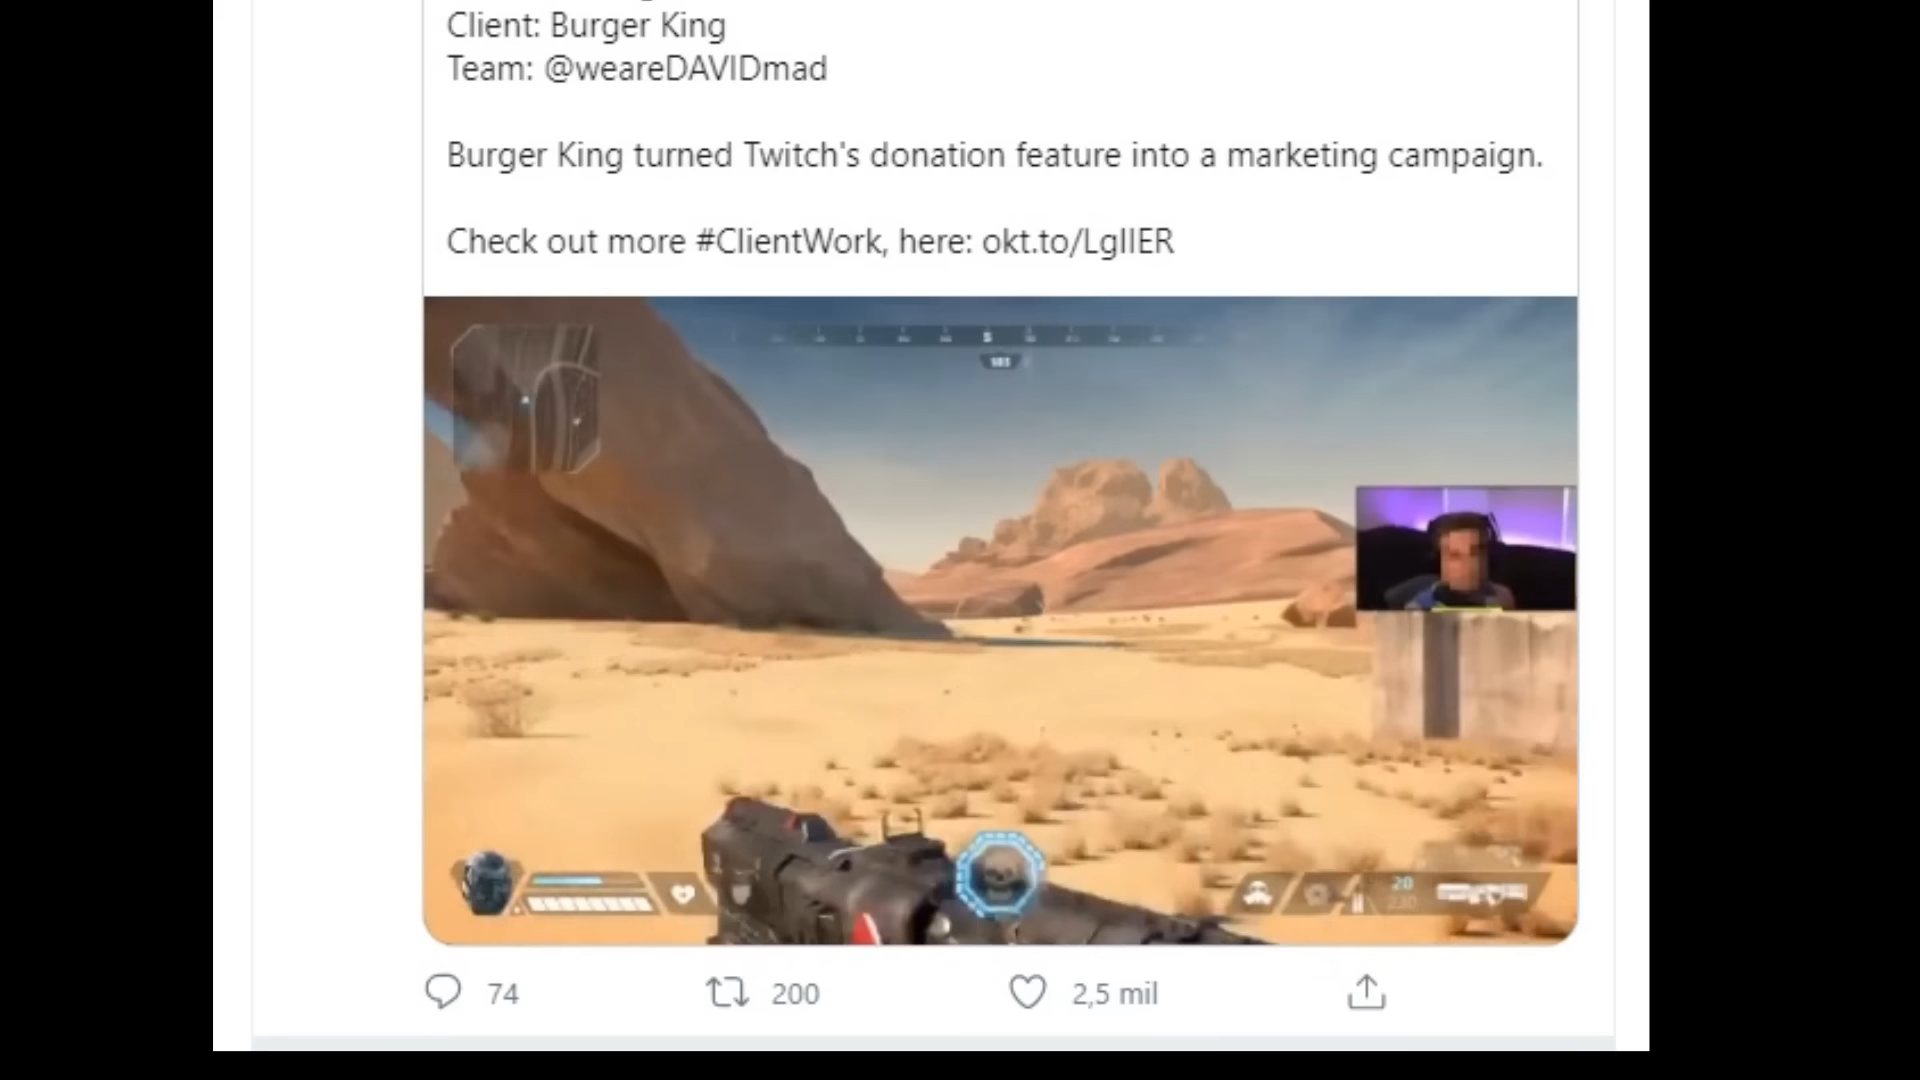 Client: Burger King
Team: @weareDAVIDmad
Burger King turned Twitch's donation feature into a marketing campaign.
Check out more #ClientWork, here: okt.to/LgIIER
S
20
74
200
2,5 mil